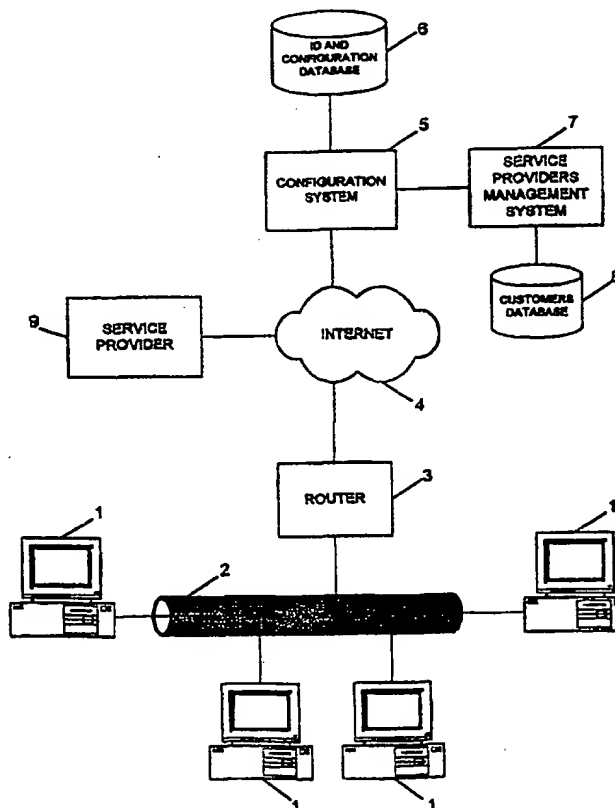 6
ID AND
CONFIGURATION
DATABASE
5
7
CONFIGURATION
SYSTEM
SERVICE
PROVIDERS
MANAGEMENT
SYSTEM
8
CUSTOMERS
DATABASE
9
SERVICE
PROVIDER
INTERNET
4
ROUTER
3
1
1
2
1
1